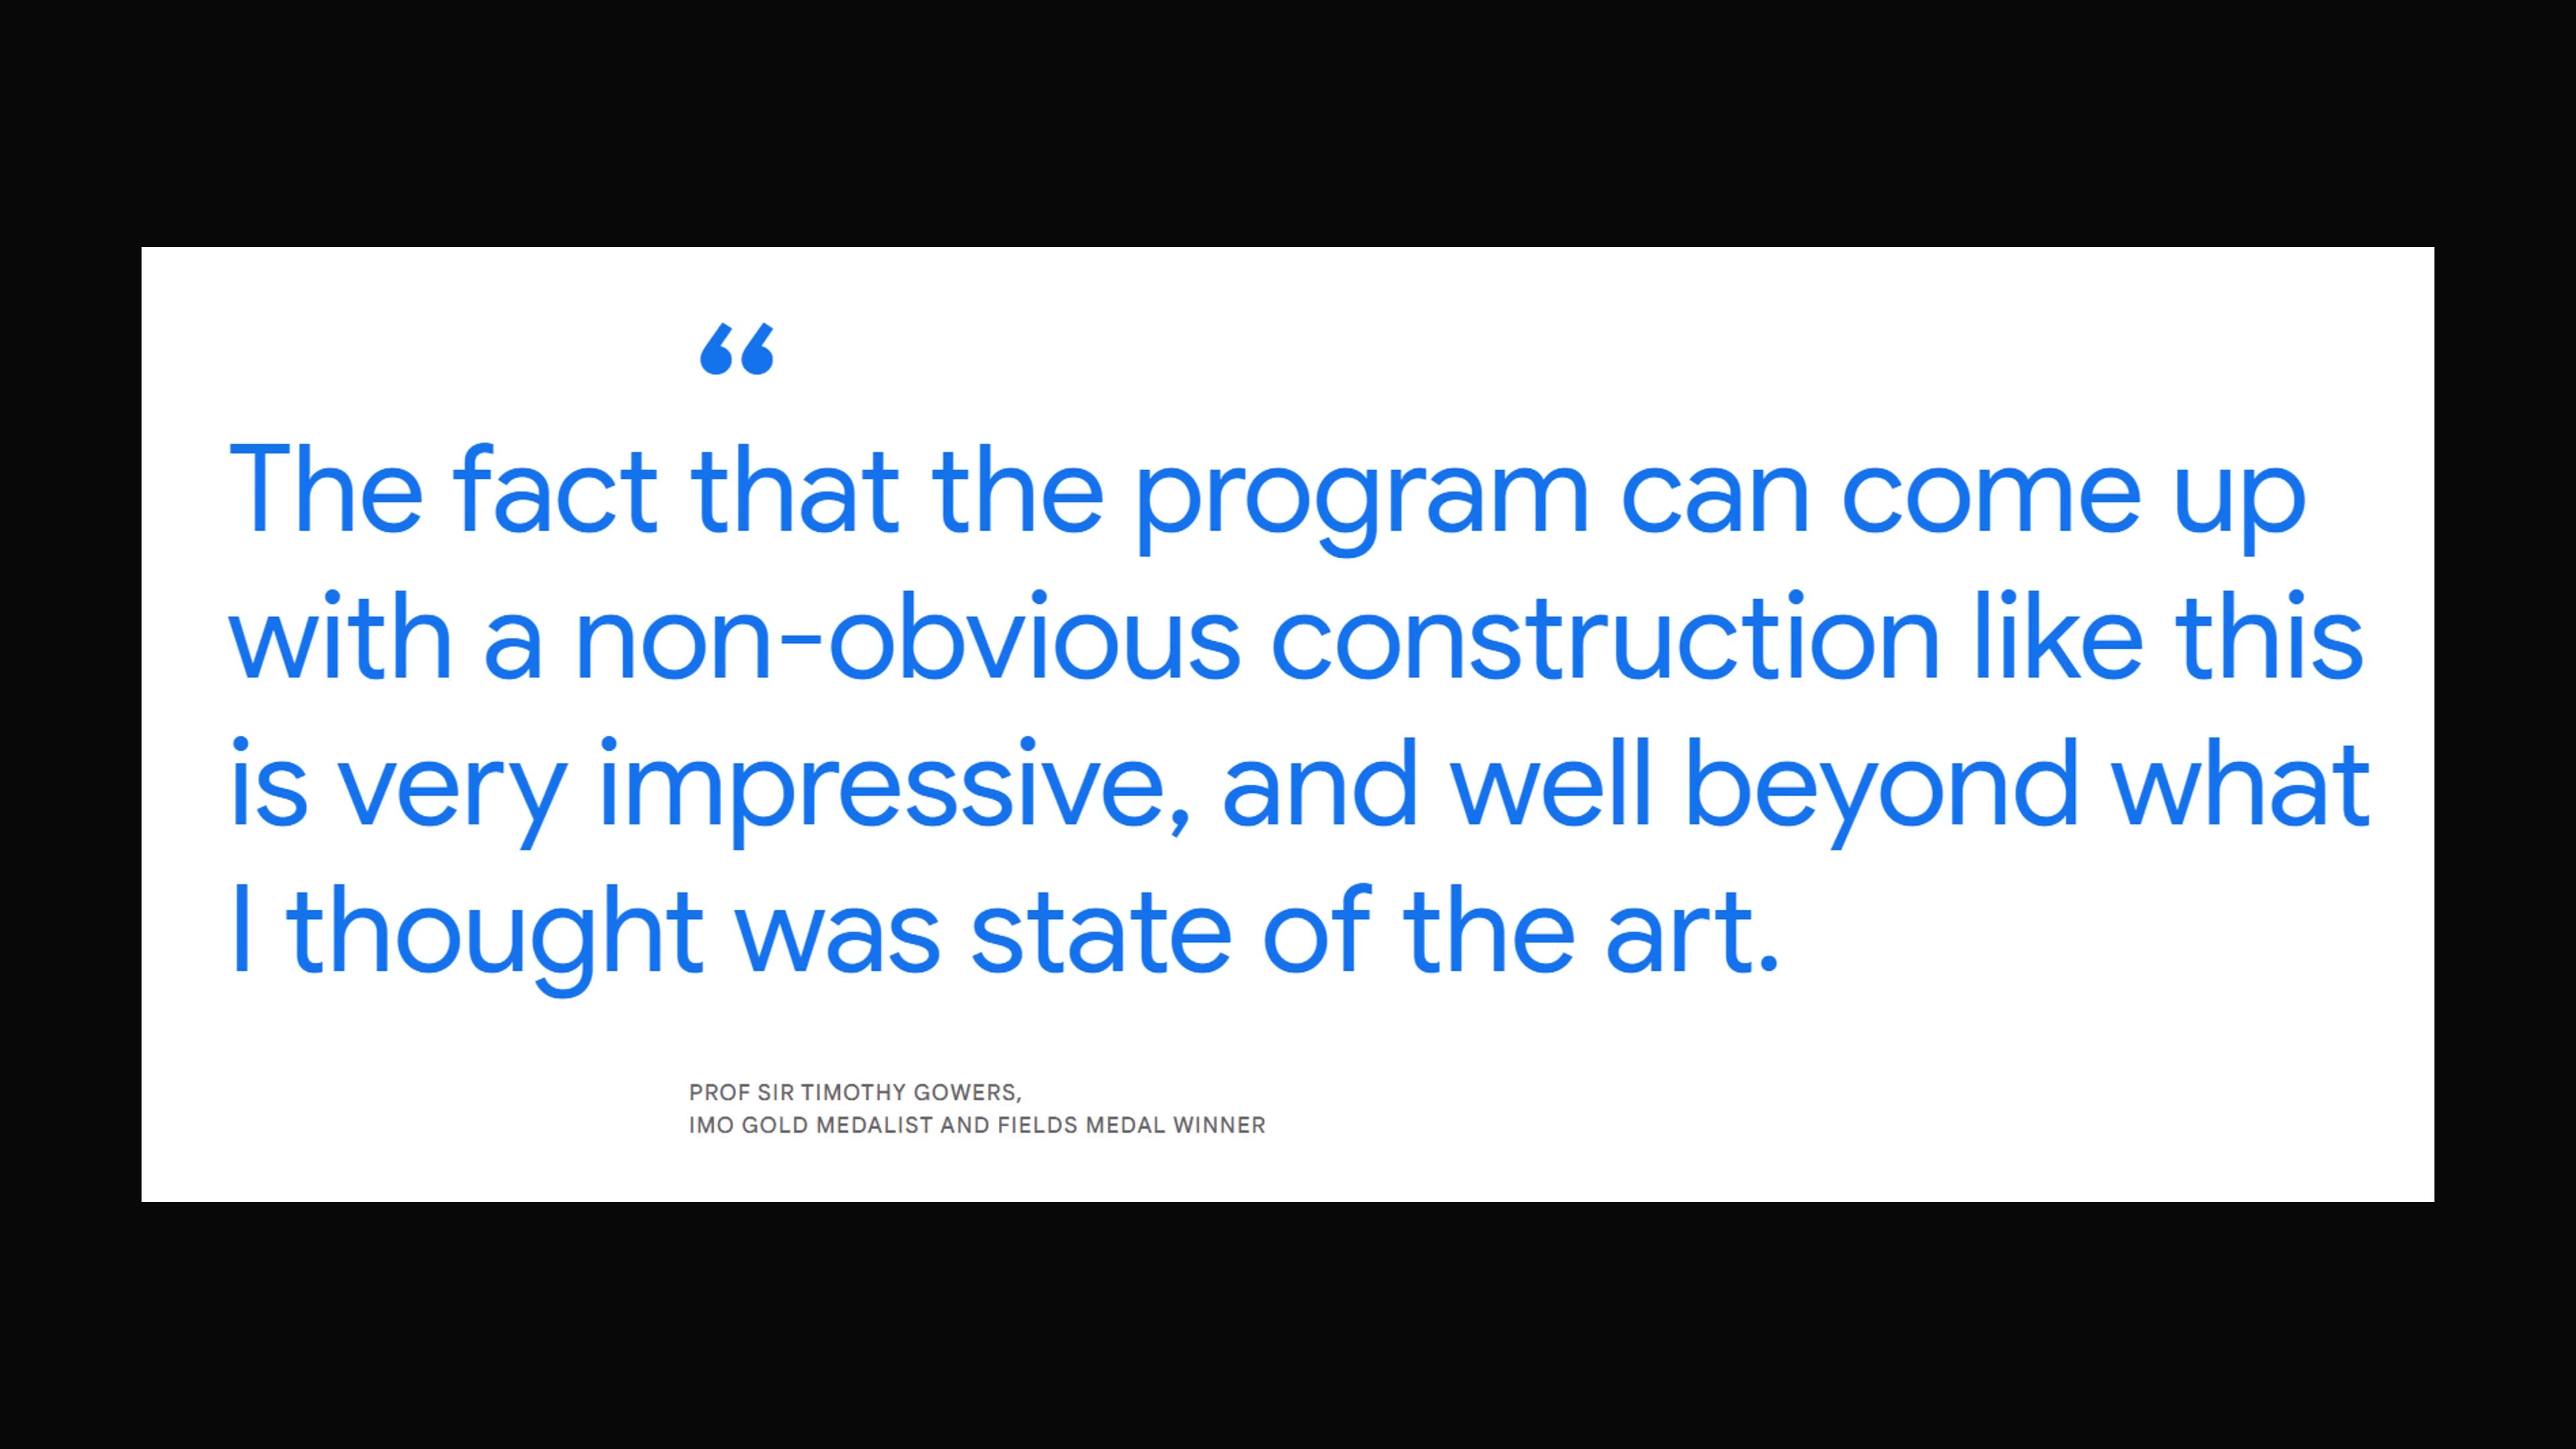 “
The fact that the program can come up
with a non-obvious construction like this
is very impressive, and well beyond what
I thought was state of the art.
PROF SIR TIMOTHY GOWERS,
IMO GOLD MEDALIST AND FIELDS MEDAL WINNER